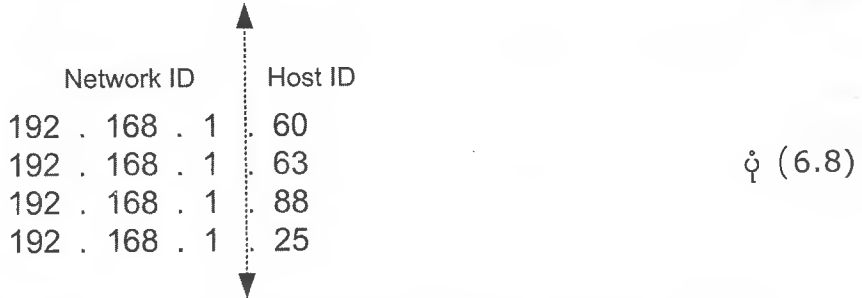 Network ID Host ID
192 . 168 . 1 . 60
192 . 168 . 1 . 63
192 . 168 . 1 . 88
192 . 168 . 1 . 25
ပုံ (6.8)